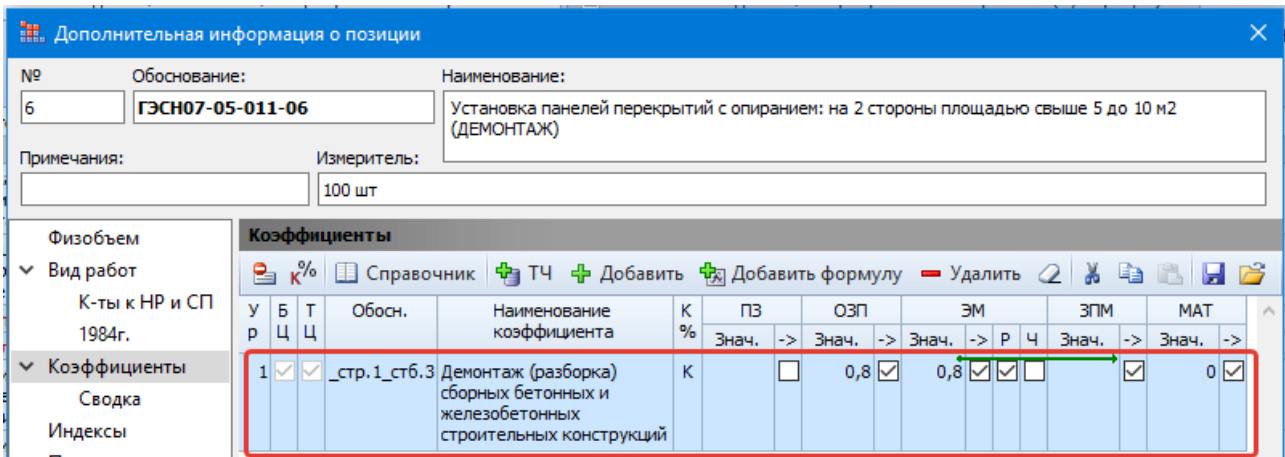 Дополнительная информация о позиции
№ Обоснование: Наименование:
6 ГЭСН07-05-011-06 Установка панелей перекрытий с опиранием: на 2 стороны площадью свыше 5 до 10 м2
(ДЕМОНТАЖ)
Примечания: Измеритель:
100 шт
Физобъем
Вид работ
К-ты к НР и СП
1984г.
Коэффициенты
Сводка
Индексы
Коэффициенты
к% Справочник ТЧ Добавить Добавить формулу Удалить
У Б Т Обосн. Наименование К ПЗ ОЗП ЭМ ЗПМ МАТ
р Ц Ц коэффициента % Знач. -> Знач. -> Знач. -> Р Ч Знач. -> Знач. ->
1 _стр.1_стб.3 Демонтаж (разборка) К 0,8 0,8 0
сборных бетонных и
железобетонных
строительных конструкций